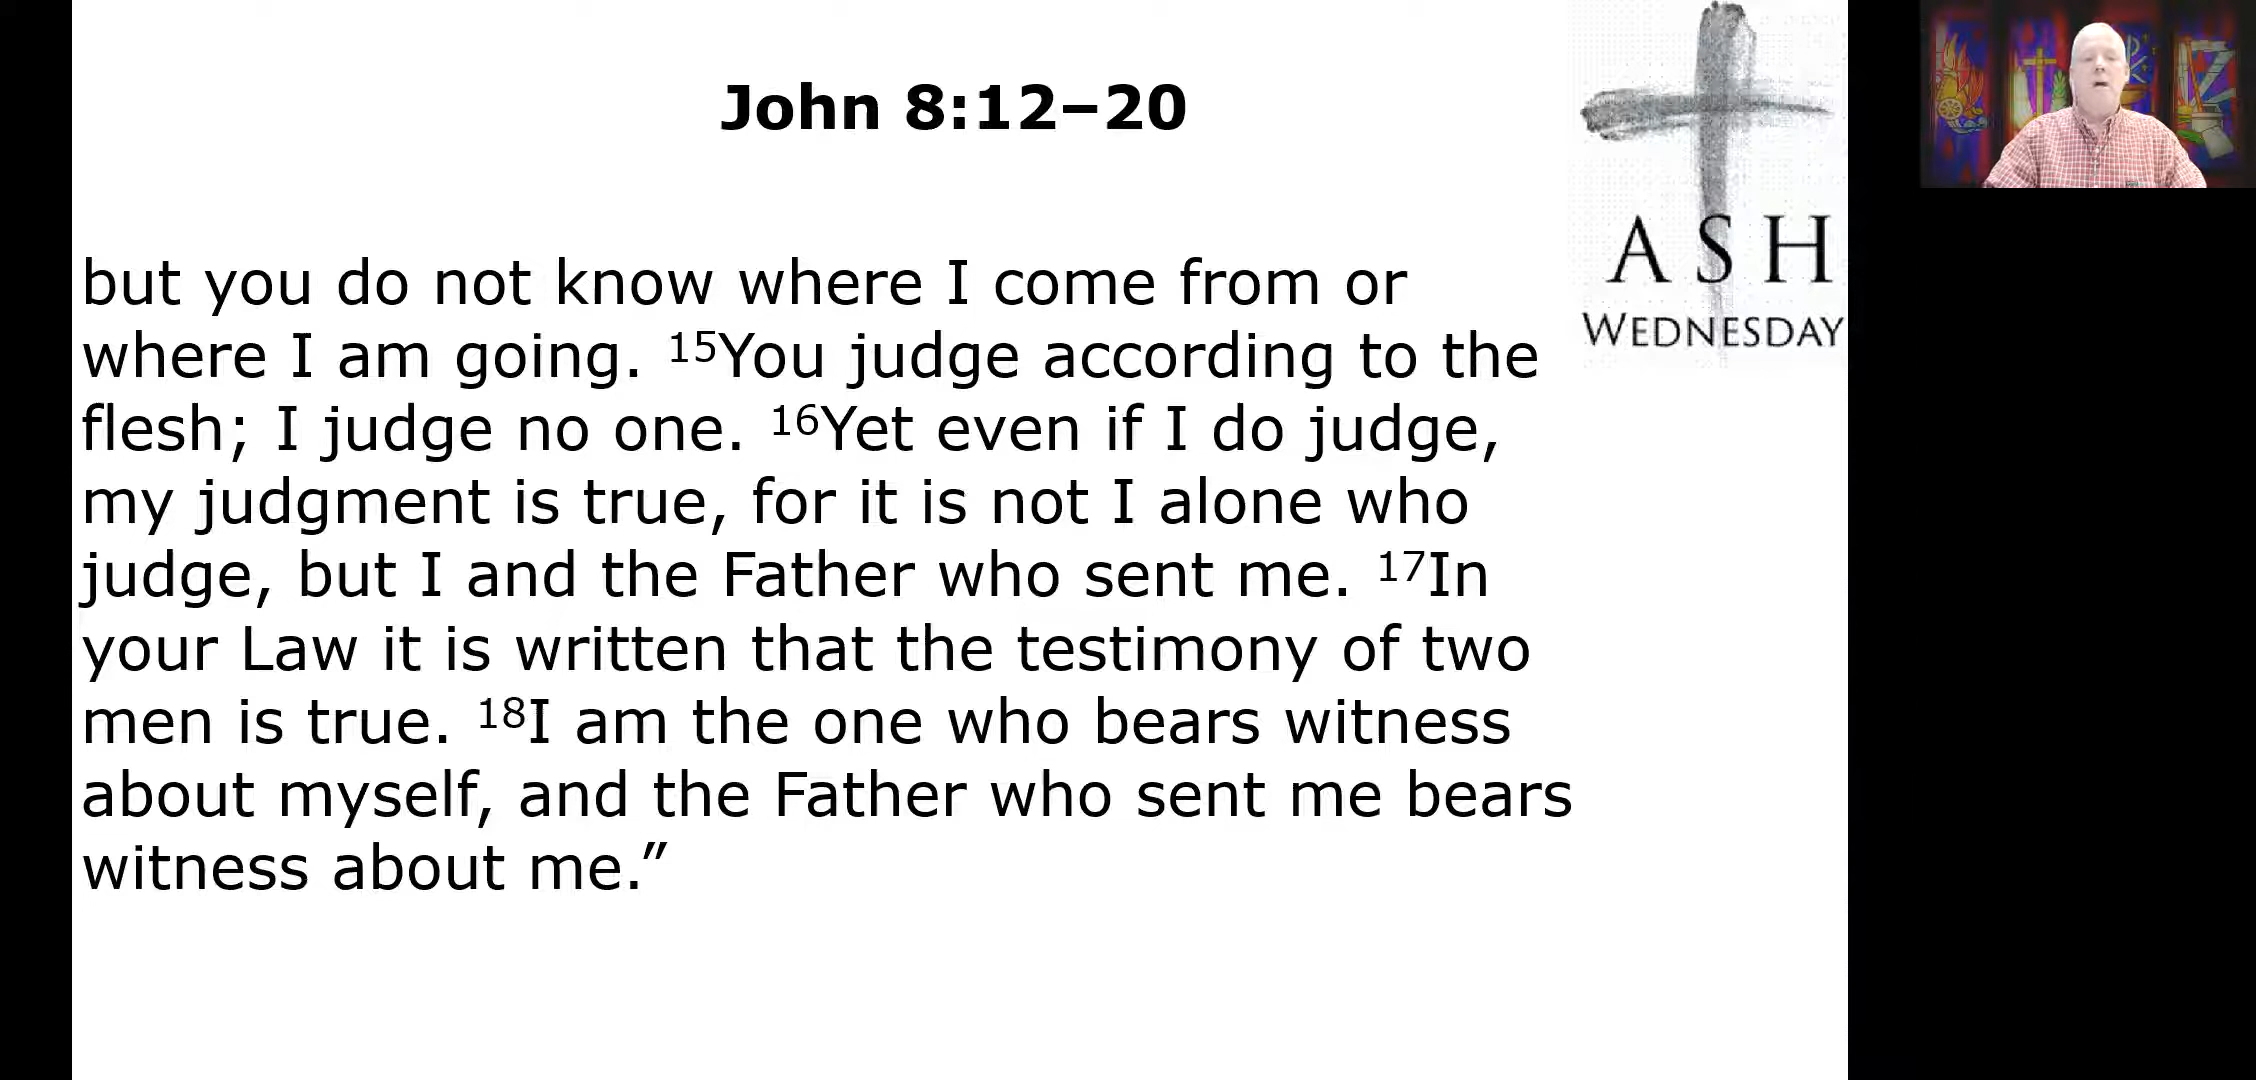 John 8:12–20
ASH
WEDNESDAY
but you do not know where I come from or
where I am going. 15You judge according to the
flesh; I judge no one. 16Yet even if I do judge,
my judgment is true, for it is not I alone who
judge, but I and the Father who sent me. 17In
your Law it is written that the testimony of two
men is true. 18I am the one who bears witness
about myself, and the Father who sent me bears
witness about me.”